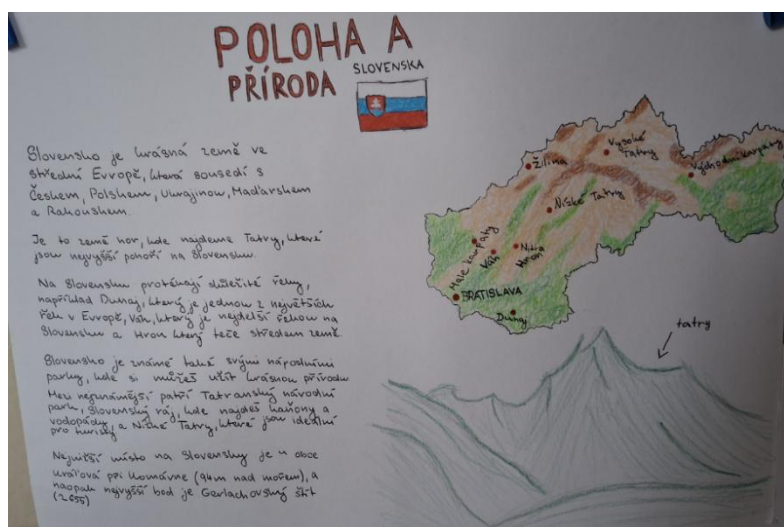 POLOHA A
PŘÍRODA
SLOVENSKA
Slovensko je krásná země ve
střední Evropě, která sousedí s
Českem, Polskem, Ukrajinou, Maďarskem
a Rakouskem.
Je to země hor, kde najdeme Tatry, které
jsou nejvyšší pohoří na Slovensku.
Na Slovensku protékají důležité řeky,
například Dunaj, který je jednou z největších
řek v Evropě, Váh, který je nejdelší řekou na
Slovensku a Hron který teče středem země.
Slovensko je známé také svými národními
parky, kde si můžeš užít krásnou přírodu
Mezi nejznámější patří Tatranský národní
park, Slovenský ráj, kde najdeš kaňony a
vodopády, a Nízké Tatry, které jsou ideální
pro turisty
Nejnižší místo na Slovensku je u obce
Kráľová při Komárne (94m nad mořem), a
naopak nejvyšší bod je Gerlachovský štít
(2655)
Žilina
Vysoké
Tatry
Východní karpaty
Nízké Tatry
Malé karpaty
Váh
Nitra
Hron
BRATISLAVA
Dunaj
tatry